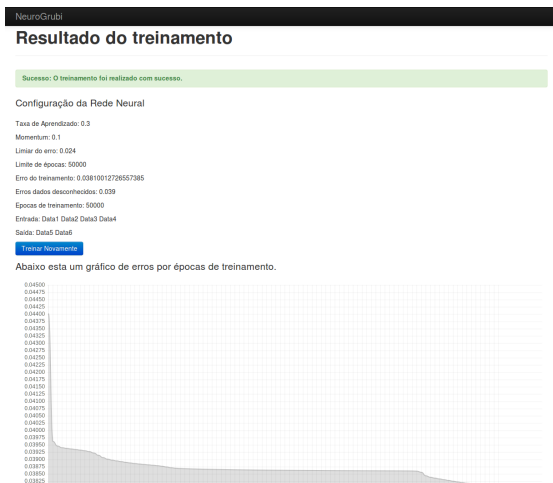 NeuroGrubi
Resultado do treinamento
Sucesso: O treinamento foi realizado com sucesso.
Configuração da Rede Neural
Taxa de Aprendizado: 0.3
Momentum: 0.1
Limiar do erro: 0.024
Limite de épocas: 50000
Erro do treinamento: 0.03810012726557385
Erros dados desconhecidos: 0.039
Epocas de treinamento: 50000
Entrada: Data1 Data2 Data3 Data4
Saída: Data5 Data6
Treinar Novamente
Abaixo esta um gráfico de erros por épocas de treinamento.
0.04500
0.04475
0.04450
0.04425
0.04400
0.04375
0.04350
0.04325
0.04300
0.04275
0.04250
0.04225
0.04200
0.04175
0.04150
0.04125
0.04100
0.04075
0.04050
0.04025
0.04000
0.03975
0.03950
0.03925
0.03900
0.03875
0.03850
0.03825